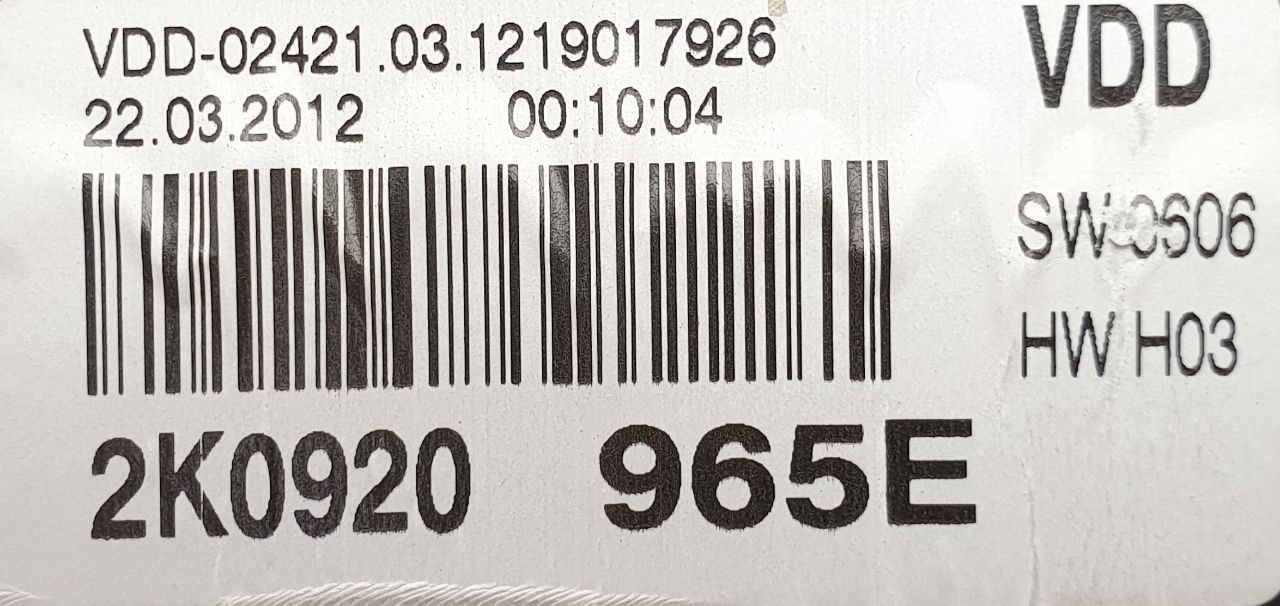 VDD-02421.03.1219017926
22.03.2012 00:10:04
VDD
SW 0606
HW H03
2K0920 965E